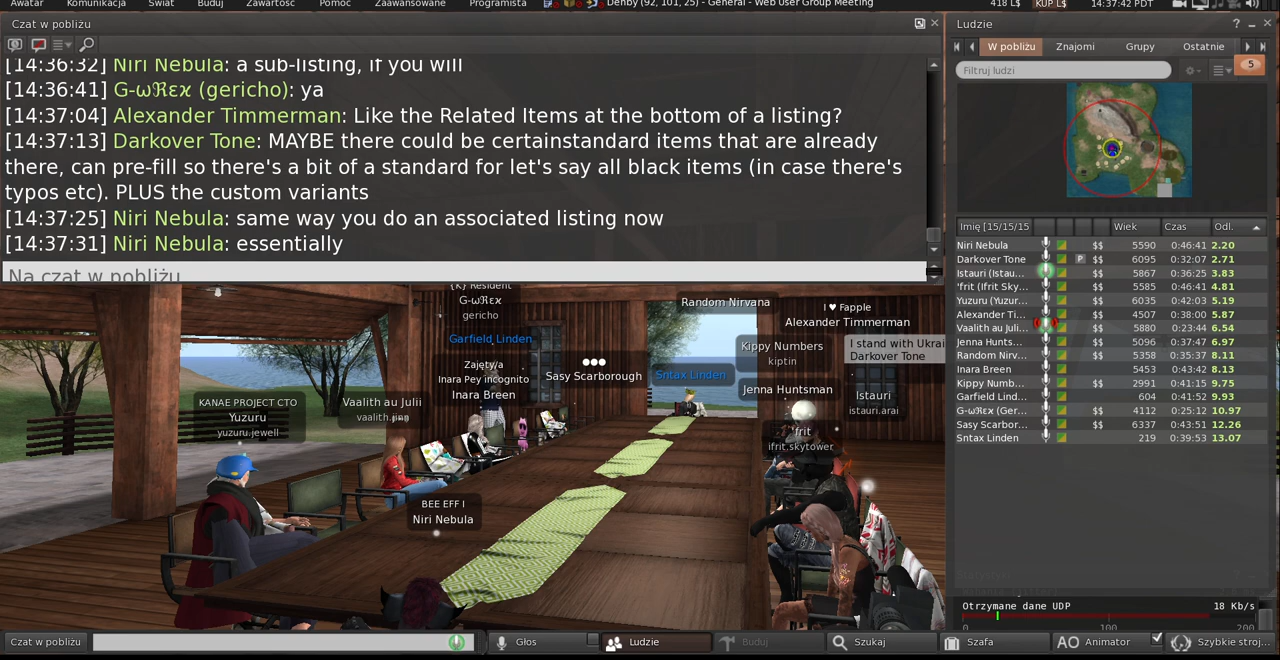 Awatar Komunikacja Świat Buduj Zawartość Pomoc Zaawansowane Programista Denby (92, 101, 25) - General - Web User Group Meeting 418 L$ KUP L$ 14:37:42 PDT
Czat w pobliżu
[14:36:32] Niri Nebula: a sub-listing, if you will
[14:36:41] G-ωℜεϰ (gericho): ya
[14:37:04] Alexander Timmerman: Like the Related Items at the bottom of a listing?
[14:37:13] Darkover Tone: MAYBE there could be certainstandard items that are already
there, can pre-fill so there's a bit of a standard for let's say all black items (in case there's
typos etc). PLUS the custom variants
[14:37:25] Niri Nebula: same way you do an associated listing now
[14:37:31] Niri Nebula: essentially
Na czat w pobliżu
{K} Resident
G-ωℜεϰ
gericho
Garfield Linden
Zajęty/a
Inara Pey incognito
Inara Breen
Sasy Scarborough
Random Nirvana
I ♥ Fapple
Alexander Timmerman
Kippy Numbers
kiptin
I stand with Ukrai
Darkover Tone
Sntax Linden
Jenna Huntsman
Istauri
istauri.arai
KANAE PROJECT CTO
Yuzuru
yuzuru.jewell
Vaalith au Julii
vaalith.jinn
'frit
ifrit.skytower
BEE EFF I
Niri Nebula
Ludzie
W pobliżu Znajomi Grupy Ostatnie
Filtruj ludzi
5
Imię [15/15/15 Wiek Czas Odl.
Niri Nebula $$ 5590 0:46:41 2.20
Darkover Tone P $$ 6095 0:32:07 2.71
Istauri (Istau... $$ 5867 0:36:25 3.83
'frit (Ifrit Sky... $$ 5585 0:46:41 4.81
Yuzuru (Yuzur... $$ 6035 0:42:03 5.19
Alexander Ti... $$ 4507 0:38:00 5.87
Vaalith au Juli... $$ 5880 0:23:44 6.54
Jenna Hunts... $$ 5096 0:37:47 6.97
Random Nirv... $$ 5358 0:35:37 8.11
Inara Breen 5453 0:43:42 8.13
Kippy Numb... $$ 2991 0:41:15 9.75
Garfield Lind... 604 0:41:52 9.93
G-ωℜεϰ (Ger... $$ 4112 0:25:12 10.97
Sasy Scarbor... $$ 6337 0:43:51 12.26
Sntax Linden 219 0:39:53 13.07
Otrzymane dane UDP 18 Kb/s
0 100 200
Czat w pobliżu Głos Ludzie Buduj Szukaj Szafa AO Animator Szybkie stroj...